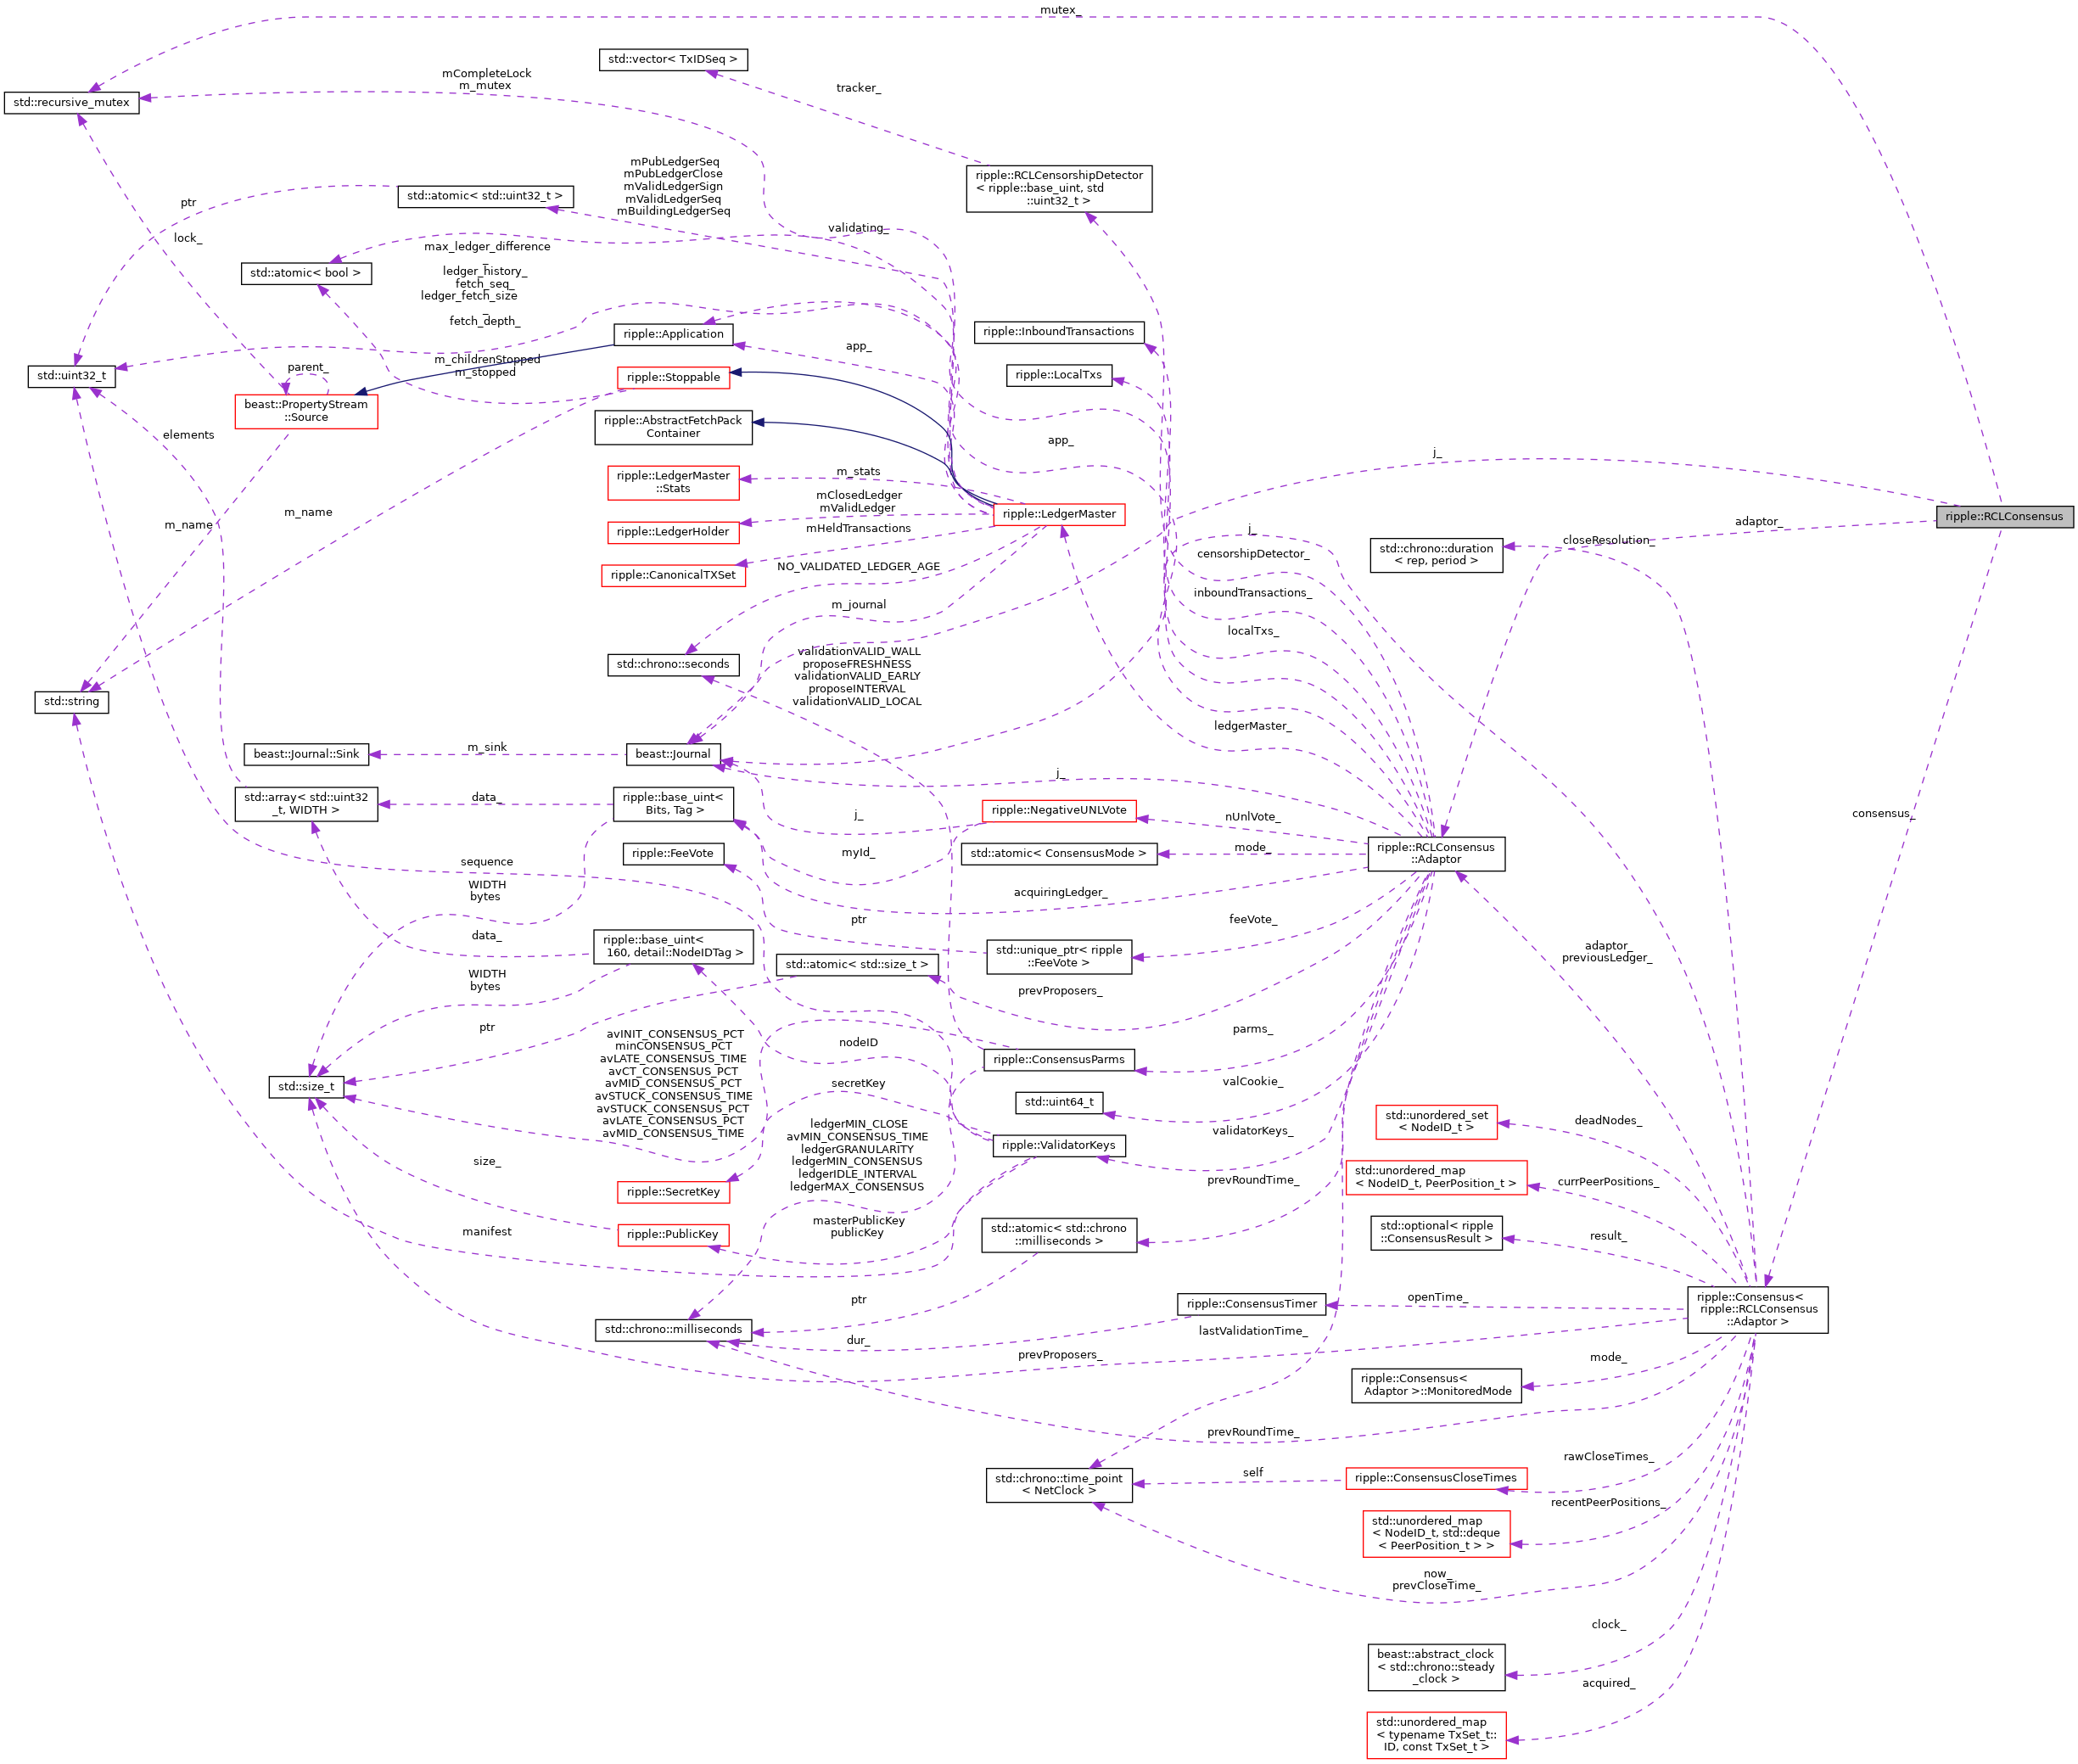 mutex_
std::vector< TxIDSeq >
mCompleteLock
m_mutex
tracker_
std::recursive_mutex
mPubLedgerSeq
mPubLedgerClose
mValidLedgerSign
mValidLedgerSeq
mBuildingLedgerSeq
ripple::RCLCensorshipDetector
< ripple::base_uint, std
::uint32_t >
std::atomic< std::uint32_t >
ptr
lock_
validating_
max_ledger_difference
_
ledger_history_
fetch_seq_
ledger_fetch_size
_
fetch_depth_
std::atomic< bool >
ripple::Application
ripple::InboundTransactions
app_
m_childrenStopped
m_stopped
parent_
std::uint32_t
ripple::Stoppable
ripple::LocalTxs
beast::PropertyStream
::Source
ripple::AbstractFetchPack
Container
elements
app_
j_
m_stats
ripple::LedgerMaster
::Stats
mClosedLedger
mValidLedger
m_name
m_name
ripple::LedgerMaster
ripple::RCLConsensus
adaptor_
ripple::LedgerHolder
mHeldTransactions
j_
closeResolution_
std::chrono::duration
< rep, period >
censorshipDetector_
ripple::CanonicalTXSet
NO_VALIDATED_LEDGER_AGE
inboundTransactions_
m_journal
localTxs_
std::chrono::seconds
validationVALID_WALL
proposeFRESHNESS
validationVALID_EARLY
proposeINTERVAL
validationVALID_LOCAL
std::string
ledgerMaster_
beast::Journal::Sink
m_sink
beast::Journal
j_
std::array< std::uint32
_t, WIDTH >
data_
ripple::base_uint<
Bits, Tag >
j_
ripple::NegativeUNLVote
nUnlVote_
consensus_
ripple::FeeVote
myId_
std::atomic< ConsensusMode >
mode_
ripple::RCLConsensus
::Adaptor
sequence
WIDTH
bytes
acquiringLedger_
ptr
feeVote_
data_
ripple::base_uint<
160, detail::NodeIDTag >
std::unique_ptr< ripple
::FeeVote >
adaptor_
previousLedger_
WIDTH
bytes
std::atomic< std::size_t >
prevProposers_
ptr
avINIT_CONSENSUS_PCT
minCONSENSUS_PCT
avLATE_CONSENSUS_TIME
avCT_CONSENSUS_PCT
avMID_CONSENSUS_PCT
avSTUCK_CONSENSUS_TIME
avSTUCK_CONSENSUS_PCT
avLATE_CONSENSUS_PCT
avMID_CONSENSUS_TIME
nodeID
parms_
ripple::ConsensusParms
std::size_t
secretKey
valCookie_
std::uint64_t
ledgerMIN_CLOSE
avMIN_CONSENSUS_TIME
ledgerGRANULARITY
ledgerMIN_CONSENSUS
ledgerIDLE_INTERVAL
ledgerMAX_CONSENSUS
validatorKeys_
ripple::ValidatorKeys
std::unordered_set
< NodeID_t >
deadNodes_
size_
ripple::SecretKey
prevRoundTime_
std::unordered_map
< NodeID_t, PeerPosition_t >
currPeerPositions_
manifest
ripple::PublicKey
masterPublicKey
publicKey
std::atomic< std::chrono
::milliseconds >
std::optional< ripple
::ConsensusResult >
result_
ptr
ripple::ConsensusTimer
openTime_
ripple::Consensus<
ripple::RCLConsensus
::Adaptor >
std::chrono::milliseconds
dur_
lastValidationTime_
prevProposers_
mode_
ripple::Consensus<
Adaptor >::MonitoredMode
prevRoundTime_
rawCloseTimes_
std::chrono::time_point
< NetClock >
self
ripple::ConsensusCloseTimes
recentPeerPositions_
std::unordered_map
< NodeID_t, std::deque
< PeerPosition_t > >
now_
prevCloseTime_
clock_
beast::abstract_clock
< std::chrono::steady
_clock >
acquired_
std::unordered_map
< typename TxSet_t::
ID, const TxSet_t >